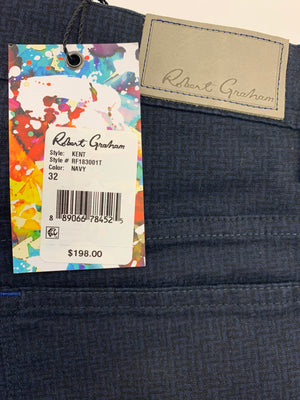 Robert Graham
Robert Graham
Style: KENT
Style # RF183001T
Color: NAVY
32
8 89066 78452 5
$198.00